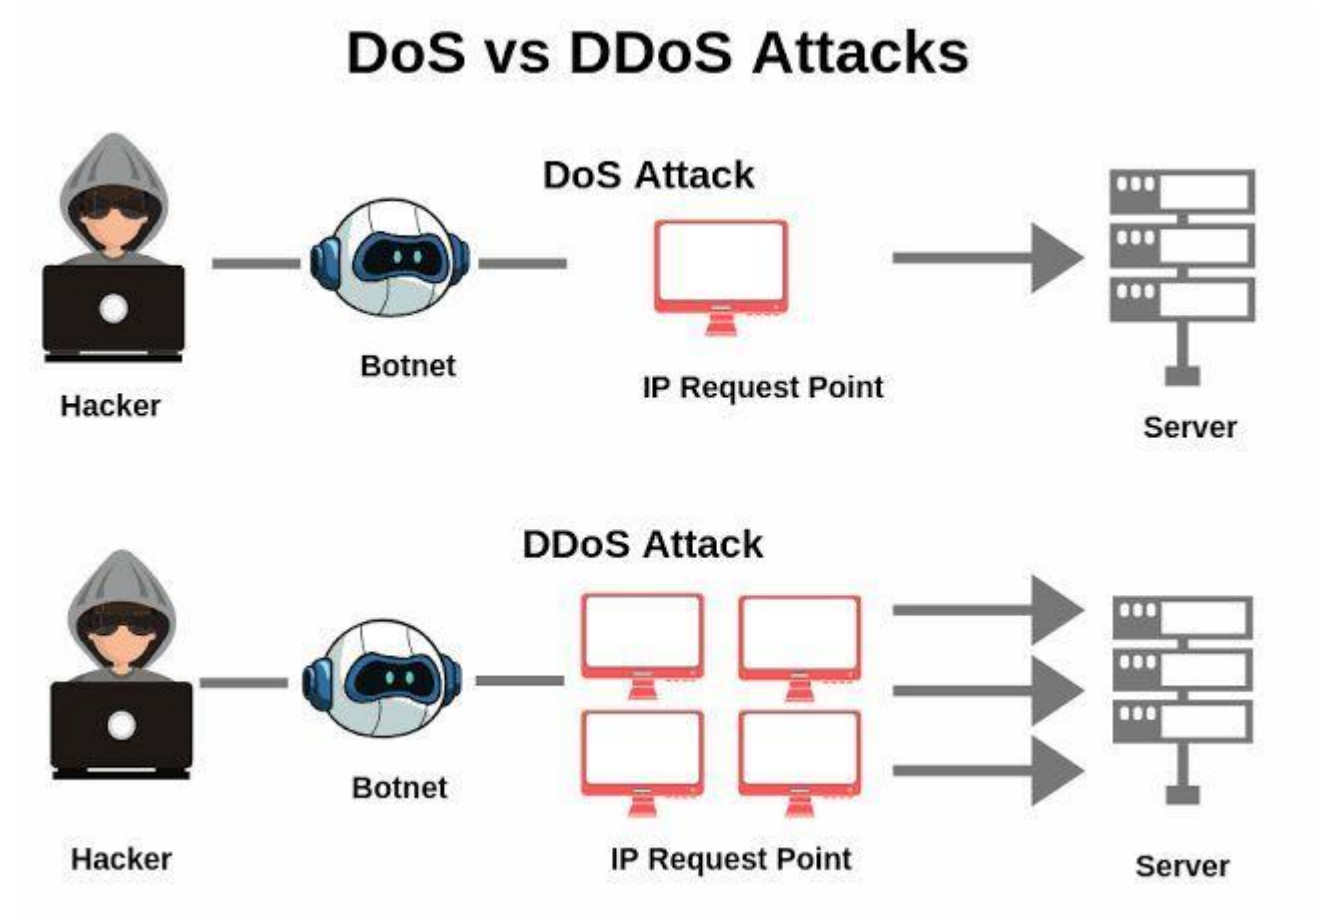 DoS vs DDoS Attacks
DoS Attack
Botnet
IP Request Point
Hacker
Server
DDoS Attack
Botnet
Hacker
IP Request Point
Server